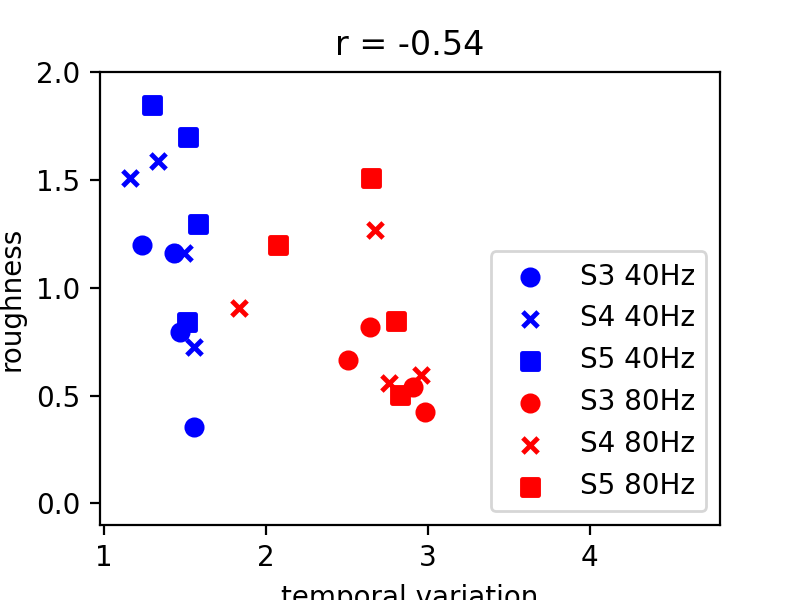 r = -0.54
2.0
1.5
1.0
0.5
0.0
roughness
S3 40Hz
S4 40Hz
S5 40Hz
S3 80Hz
S4 80Hz
S5 80Hz
1 2 3 4
temporal variation